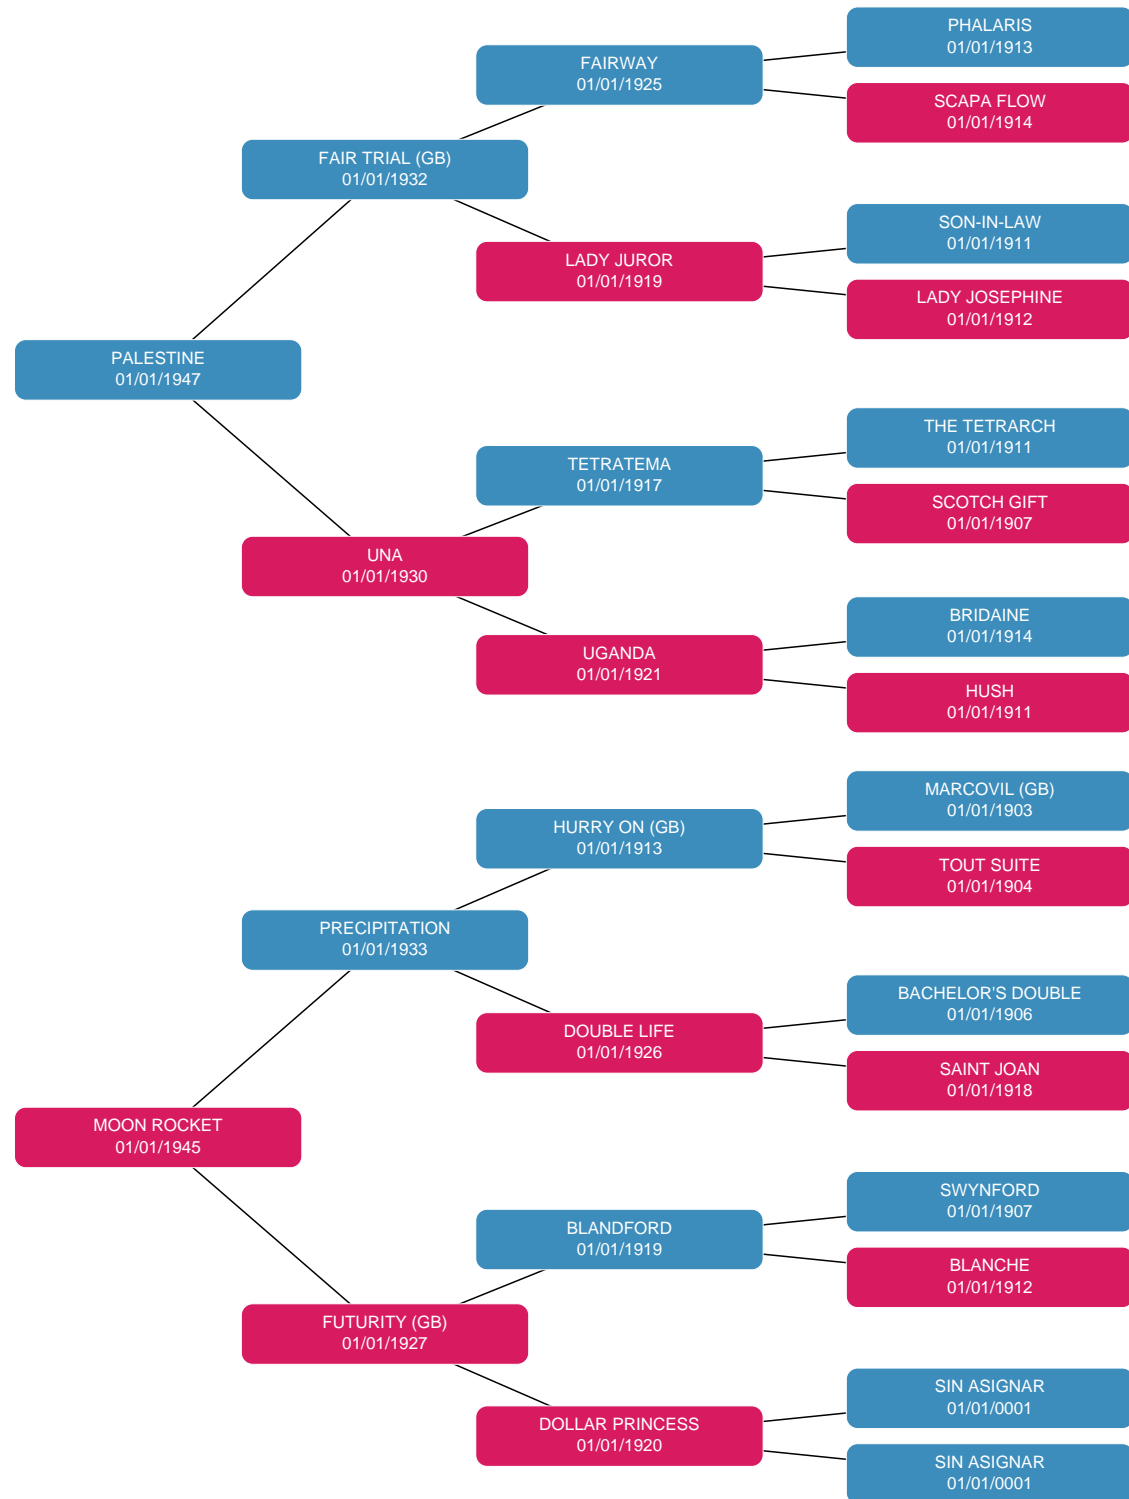 PHALARIS
01/01/1913
FAIRWAY
01/01/1925
SCAPA FLOW
01/01/1914
FAIR TRIAL (GB)
01/01/1932
SON-IN-LAW
01/01/1911
LADY JUROR
01/01/1919
LADY JOSEPHINE
01/01/1912
PALESTINE
01/01/1947
THE TETRARCH
01/01/1911
TETRATEMA
01/01/1917
SCOTCH GIFT
01/01/1907
UNA
01/01/1930
BRIDAINE
01/01/1914
UGANDA
01/01/1921
HUSH
01/01/1911
MARCOVIL (GB)
01/01/1903
HURRY ON (GB)
01/01/1913
TOUT SUITE
01/01/1904
PRECIPITATION
01/01/1933
BACHELOR'S DOUBLE
01/01/1906
DOUBLE LIFE
01/01/1926
SAINT JOAN
01/01/1918
MOON ROCKET
01/01/1945
SWYNFORD
01/01/1907
BLANDFORD
01/01/1919
BLANCHE
01/01/1912
FUTURITY (GB)
01/01/1927
SIN ASIGNAR
01/01/0001
DOLLAR PRINCESS
01/01/1920
SIN ASIGNAR
01/01/0001